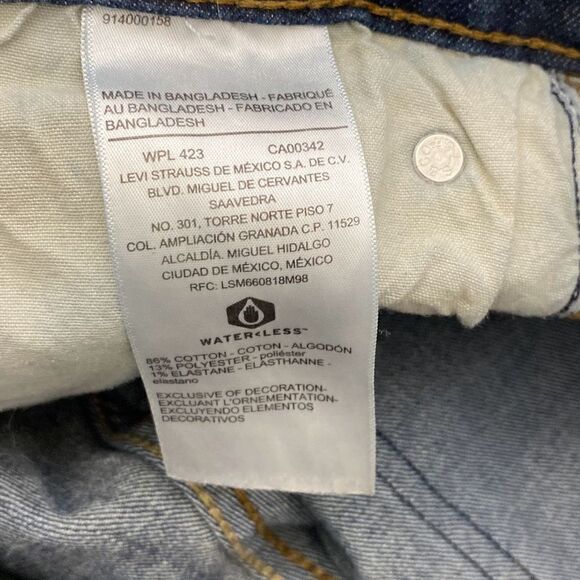 914000158
MADE IN BANGLADESH - FABRIQUÉ
AU BANGLADESH - FABRICADO EN
BANGLADESH
WPL 423 CA00342
LEVI STRAUSS DE MÉXICO S.A. DE C.V.
BLVD. MIGUEL DE CERVANTES
SAAVEDRA
NO. 301, TORRE NORTE PISO 7
COL. AMPLIACIÓN GRANADA C.P. 11529
ALCALDÍA. MIGUEL HIDALGO
CIUDAD DE MÉXICO, MÉXICO
RFC: LSM660818M98
WATER<LESS™
86% COTTON - COTON - ALGODÓN
13% POLYESTER - poliéster
1% ELASTANE - ÉLASTHANNE -
elastano
EXCLUSIVE OF DECORATION-
EXCLUANT L'ORNEMENTATION-
EXCLUYENDO ELEMENTOS
DECORATIVOS